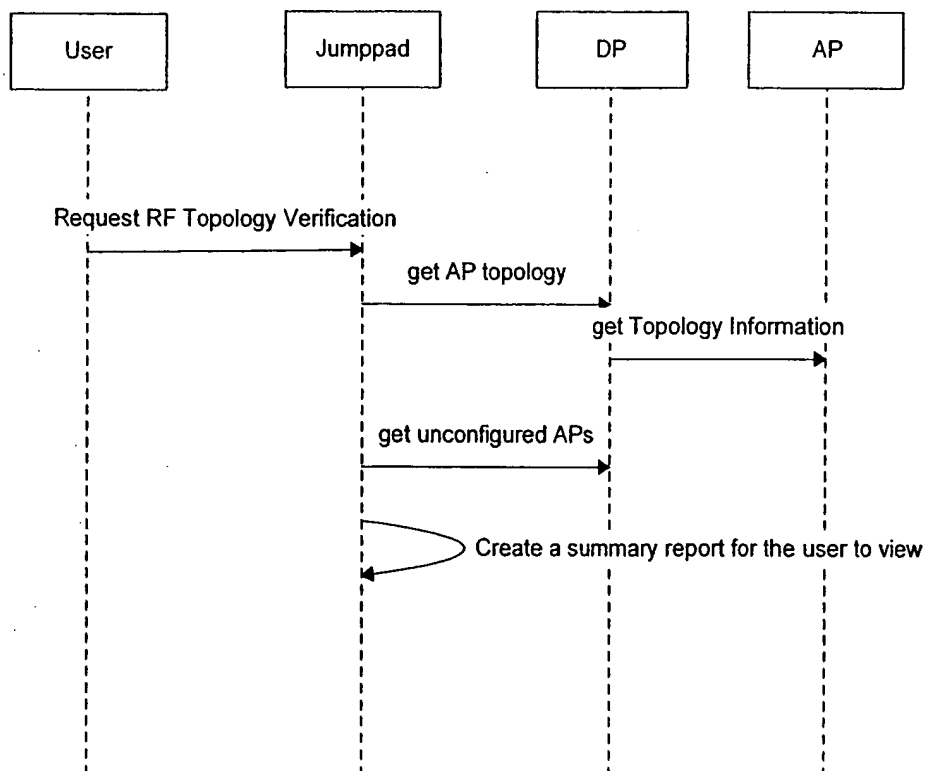 User
Jumppad
DP
AP
Request RF Topology Verification
get AP topology
get Topology Information
get unconfigured APs
Create a summary report for the user to view